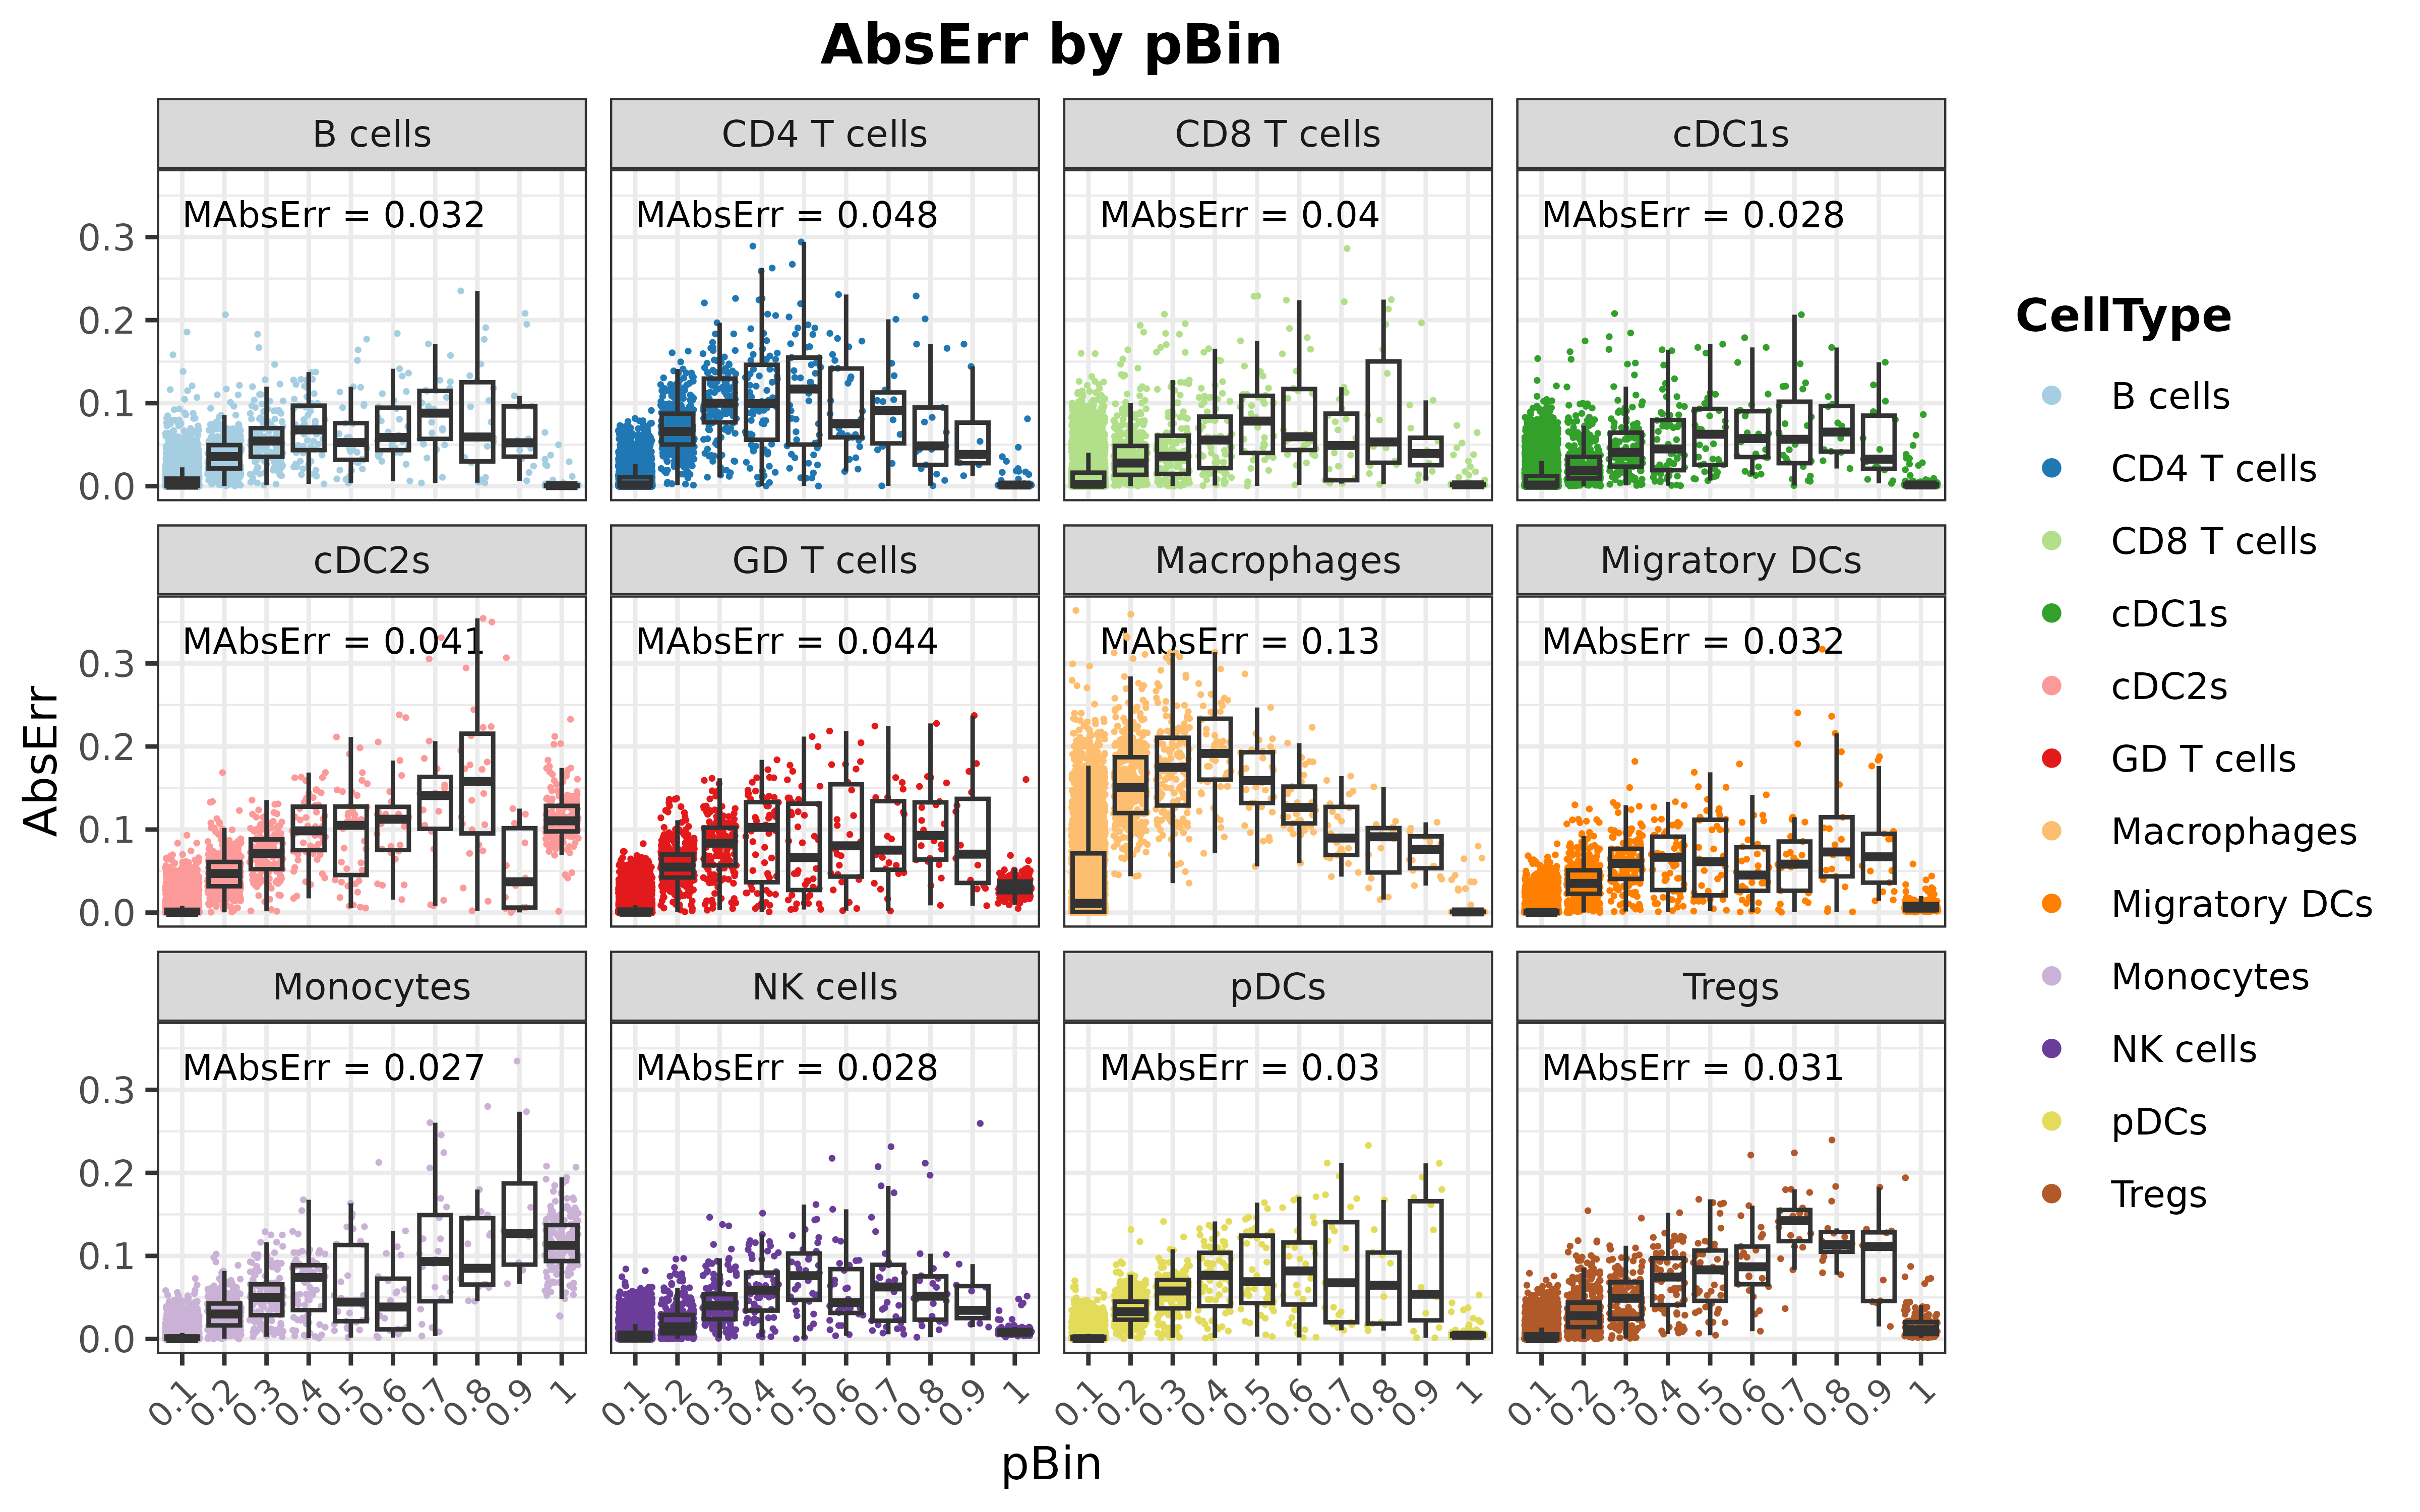 AbsErr by pBin
B cells
CD4 T cells
CD8 T cells
cDC1s
MAbsErr = 0.032
MAbsErr = 0.048
MAbsErr = 0.04
MAbsErr = 0.028
0.3
0.2
0.1
0.0
cDC2s
GD T cells
Macrophages
Migratory DCs
MAbsErr = 0.041
MAbsErr = 0.044
MAbsErr = 0.13
MAbsErr = 0.032
0.3
0.2
0.1
0.0
AbsErr
Monocytes
NK cells
pDCs
Tregs
MAbsErr = 0.027
MAbsErr = 0.028
MAbsErr = 0.03
MAbsErr = 0.031
0.3
0.2
0.1
0.0
0.1 0.2 0.3 0.4 0.5 0.6 0.7 0.8 0.9 1
0.1 0.2 0.3 0.4 0.5 0.6 0.7 0.8 0.9 1
0.1 0.2 0.3 0.4 0.5 0.6 0.7 0.8 0.9 1
0.1 0.2 0.3 0.4 0.5 0.6 0.7 0.8 0.9 1
pBin
CellType
B cells
CD4 T cells
CD8 T cells
cDC1s
cDC2s
GD T cells
Macrophages
Migratory DCs
Monocytes
NK cells
pDCs
Tregs